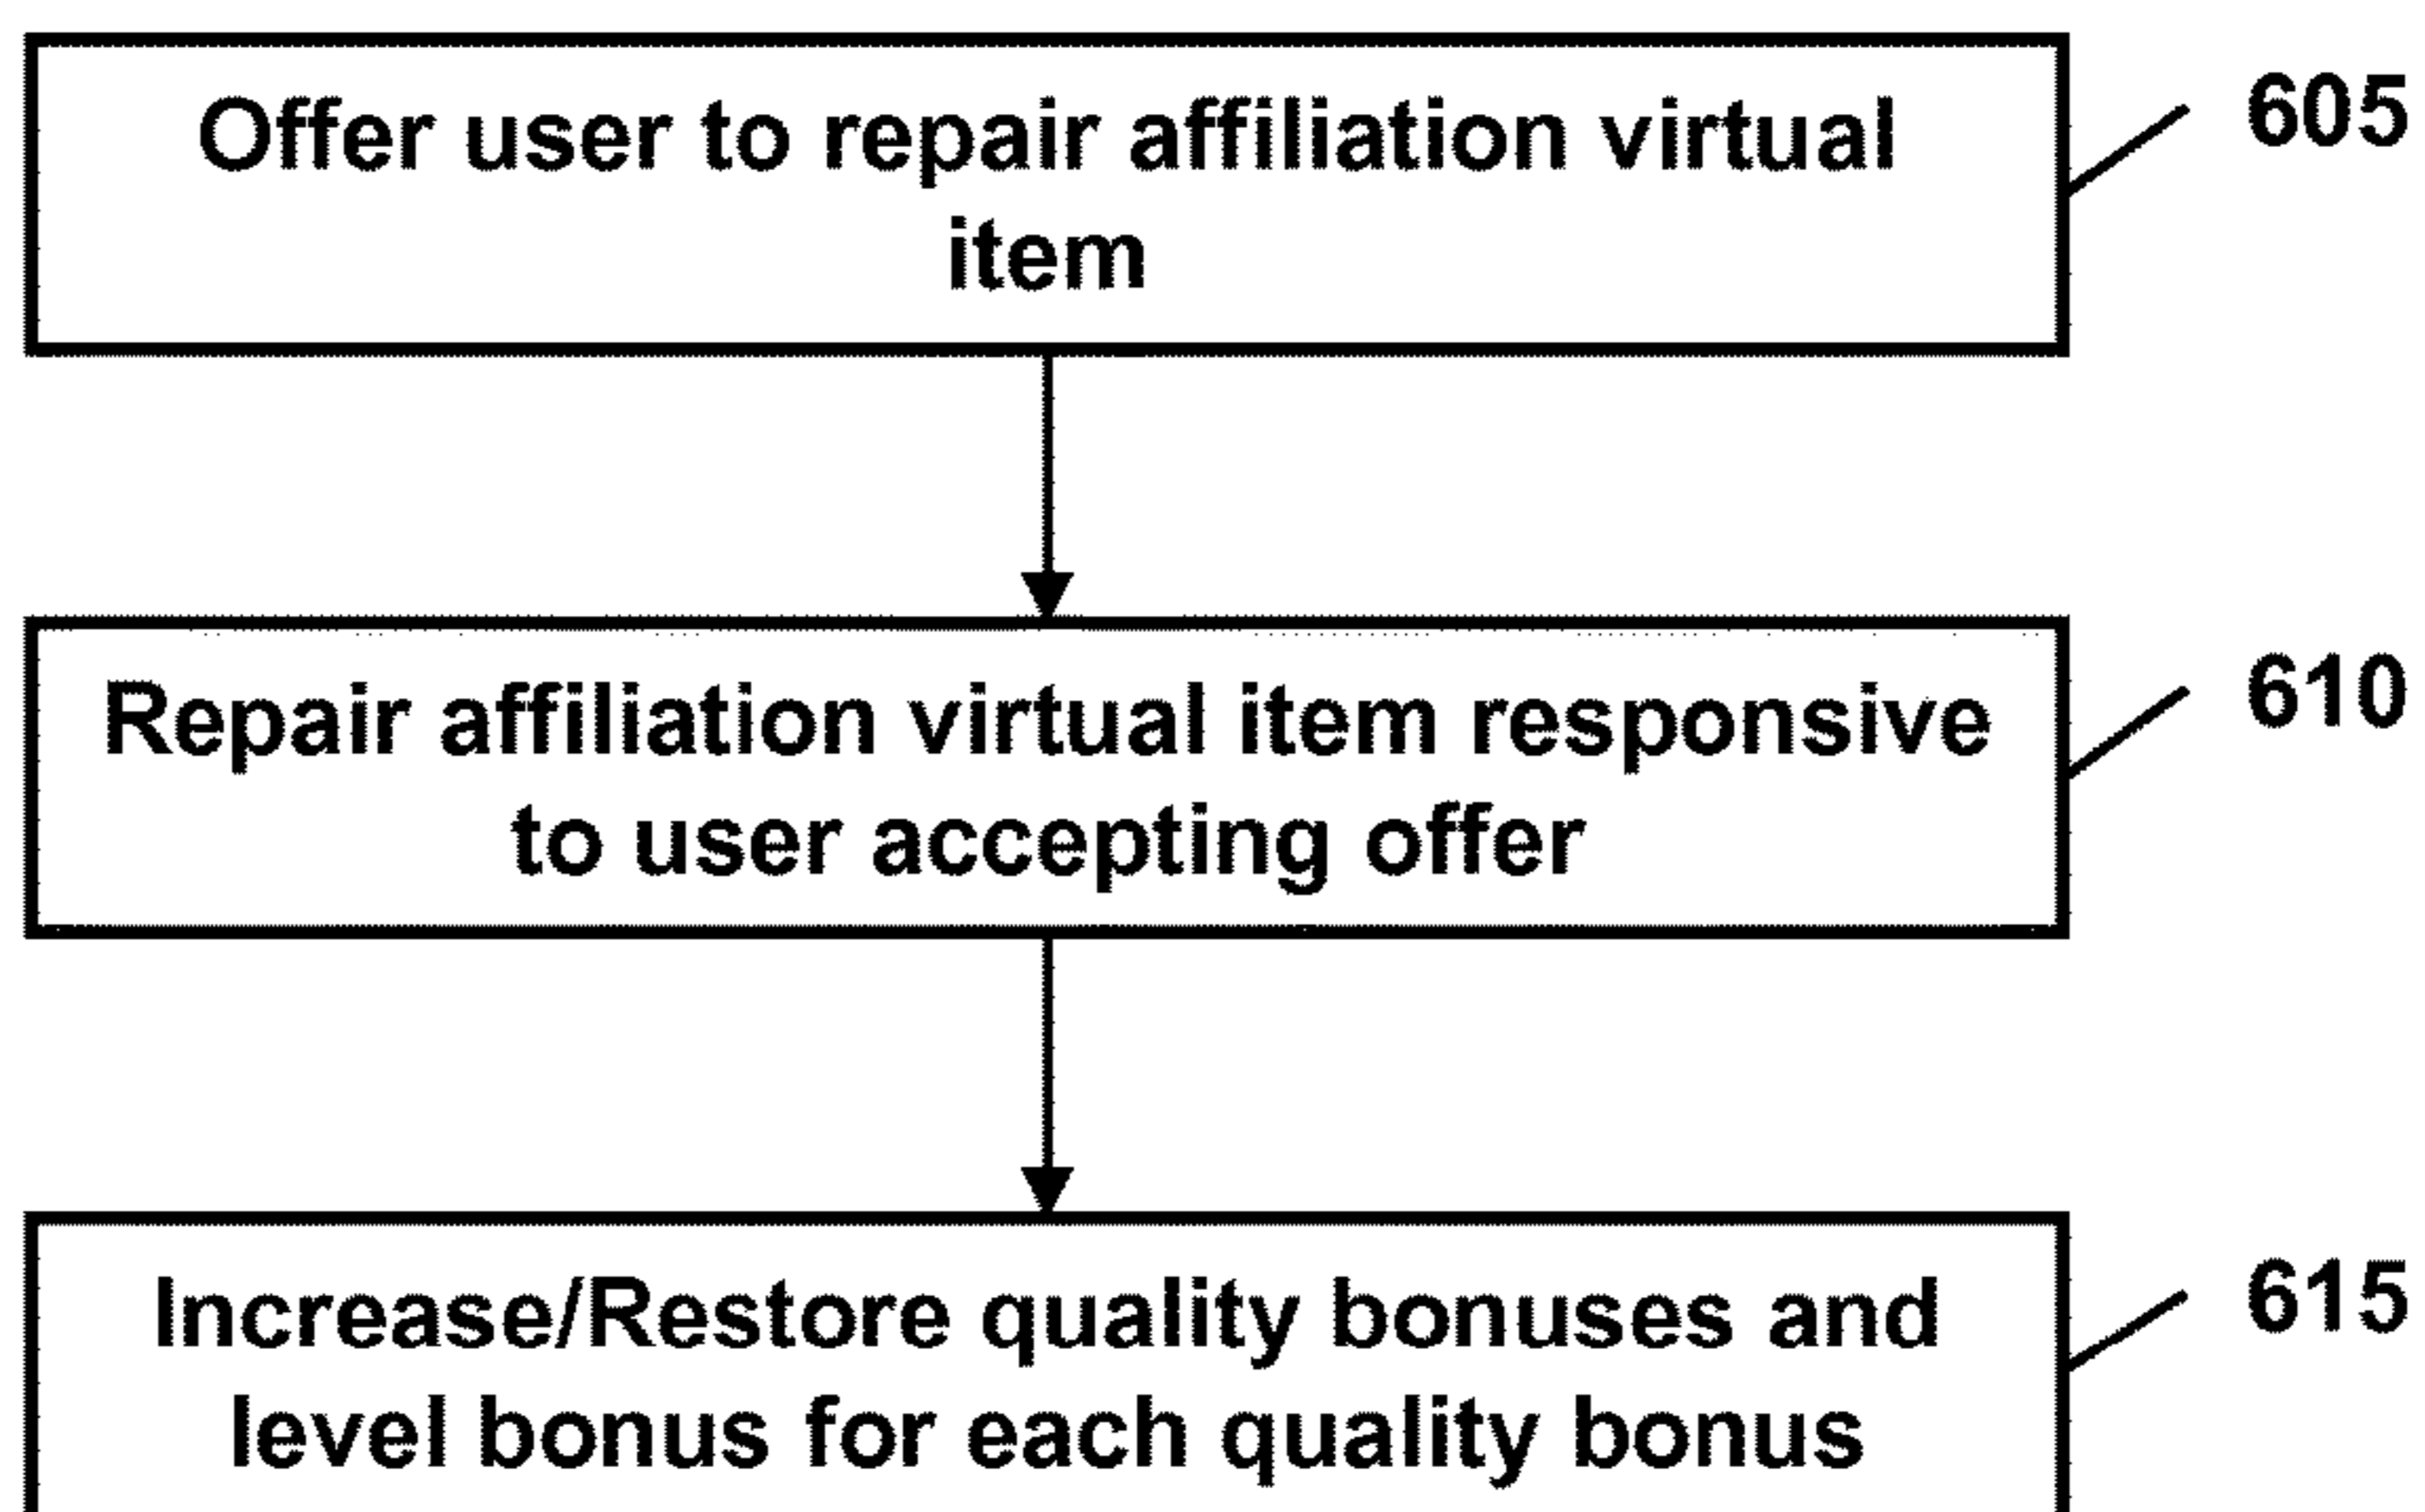 Offer user to repair affiliation virtual
item
605
Repair affiliation virtual item responsive
to user accepting offer
610
Increase/Restore quality bonuses and
level bonus for each quality bonus
615